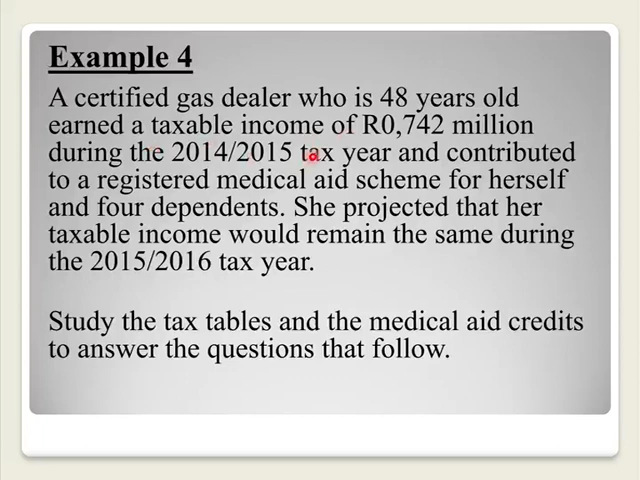 Example 4
A certified gas dealer who is 48 years old
earned a taxable income of R0,742 million
during the 2014/2015 tax year and contributed
to a registered medical aid scheme for herself
and four dependents. She projected that her
taxable income would remain the same during
the 2015/2016 tax year.
Study the tax tables and the medical aid credits
to answer the questions that follow.